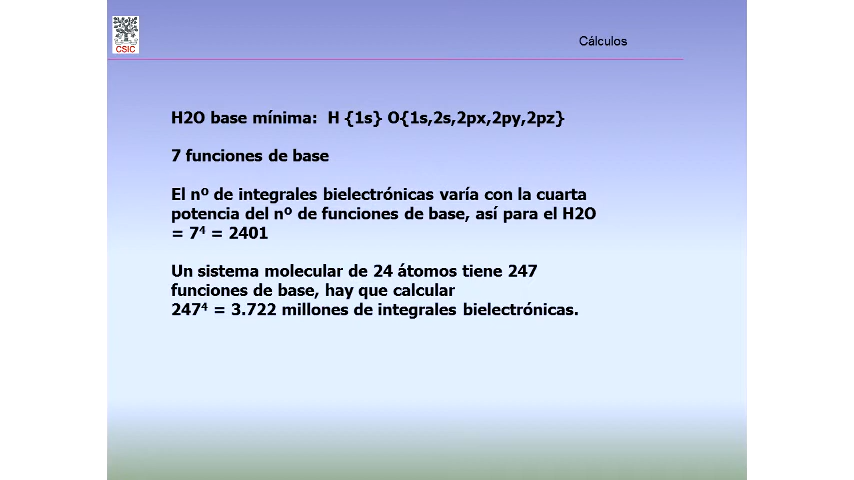 CSIC
Cálculos
H2O base mínima: H {1s} O{1s,2s,2px,2py,2pz}
7 funciones de base
El nº de integrales bielectrónicas varía con la cuarta
potencia del nº de funciones de base, así para el H2O
= 7⁴ = 2401
Un sistema molecular de 24 átomos tiene 247
funciones de base, hay que calcular
247⁴ = 3.722 millones de integrales bielectrónicas.